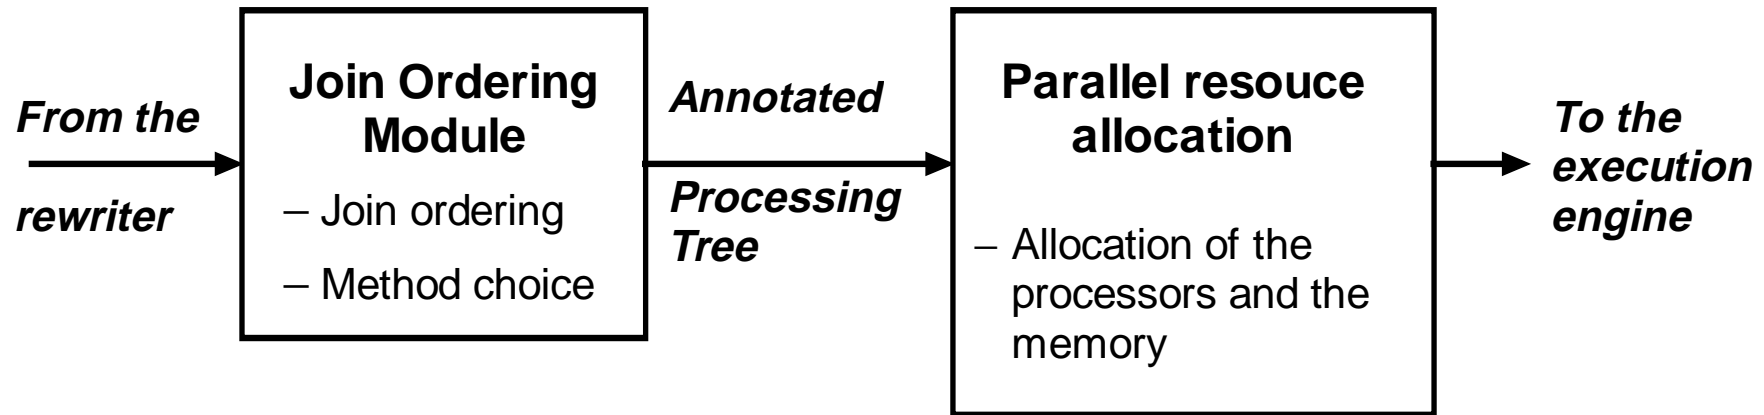 From the
rewriter
Join Ordering
Module
– Join ordering
– Method choice
Annotated
Processing
Tree
Parallel resouce
allocation
– Allocation of the
processors and the
memory
To the
execution
engine